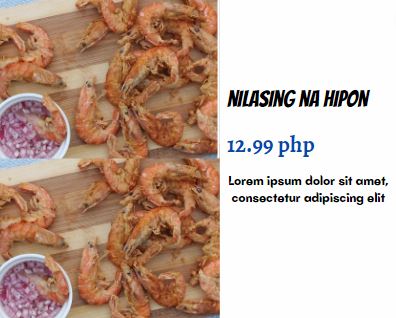 NILASING NA HIPON
12.99 php
Lorem ipsum dolor sit amet,
consectetur adipiscing elit